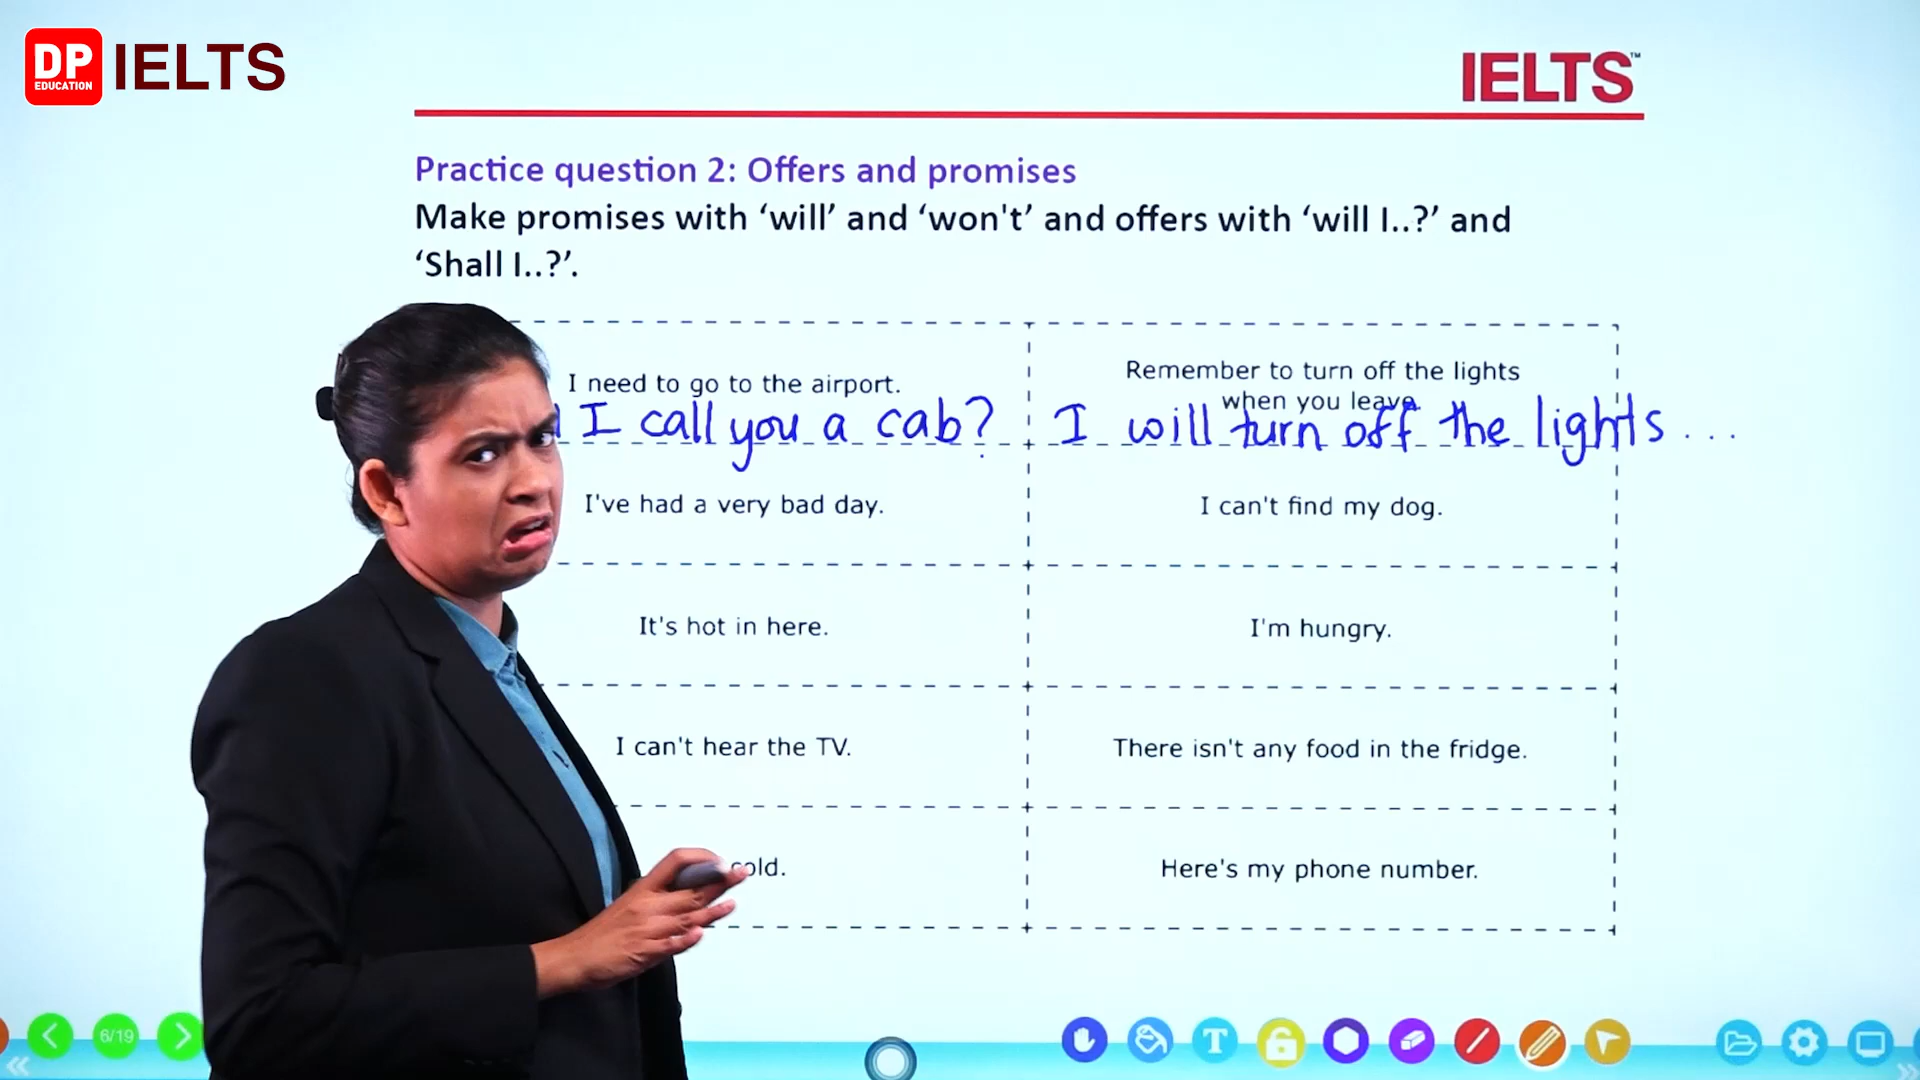 DP
EDUCATION
IELTS
IELTS™
Practice question 2: Offers and promises
Make promises with ‘will’ and ‘won't’ and offers with ‘will I..?’ and
‘Shall I..?’.
I need to go to the airport.
I call you a cab?
Remember to turn off the lights
when you leave.
I will turn off the lights ...
I've had a very bad day.
I can't find my dog.
It's hot in here.
I'm hungry.
I can't hear the TV.
There isn't any food in the fridge.
cold.
Here's my phone number.
6/19
T